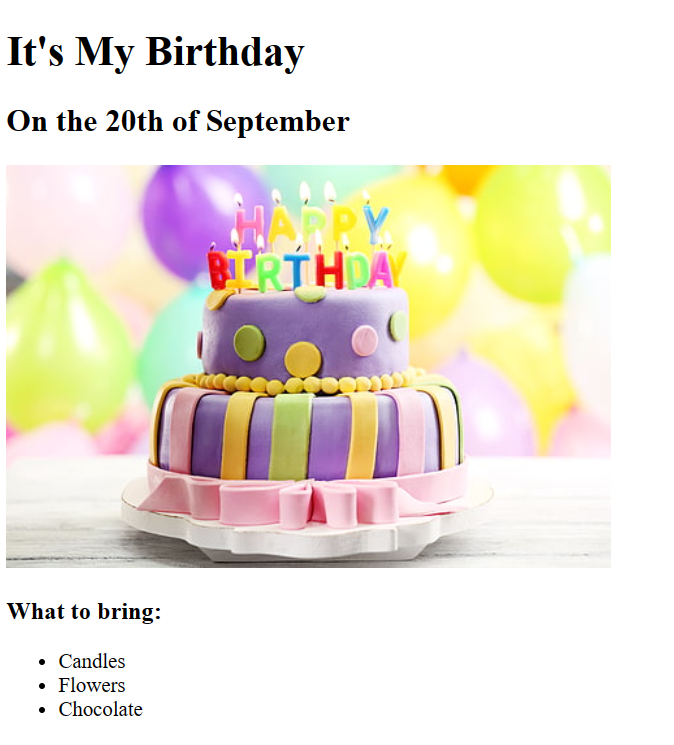 It's My Birthday
On the 20th of September
HAPPY
BIRTHDAY
What to bring:
Candles
Flowers
Chocolate